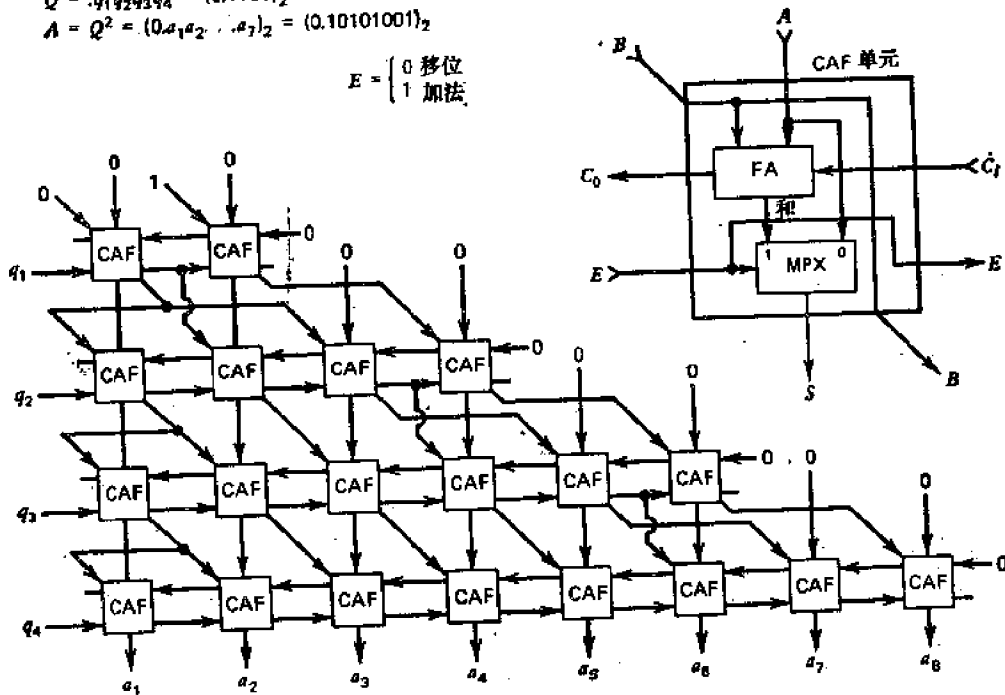 A = Q² = (0.a₁a₂...a₇)₂ = (0.10101001)₂
E = { 0 移位
1 加法
A
B
CAF 单元
FA
C₀
Ċ_I
和
1
0
MPX
E
E
S
B
0
0
0
1
CAF
CAF
0
q₁
0
0
CAF
CAF
CAF
CAF
0
q₂
0
0
CAF
CAF
CAF
CAF
CAF
CAF
0
q₃
0
0
CAF
CAF
CAF
CAF
CAF
CAF
CAF
CAF
0
q₄
a₁
a₂
a₃
a₄
a₅
a₆
a₇
a₈